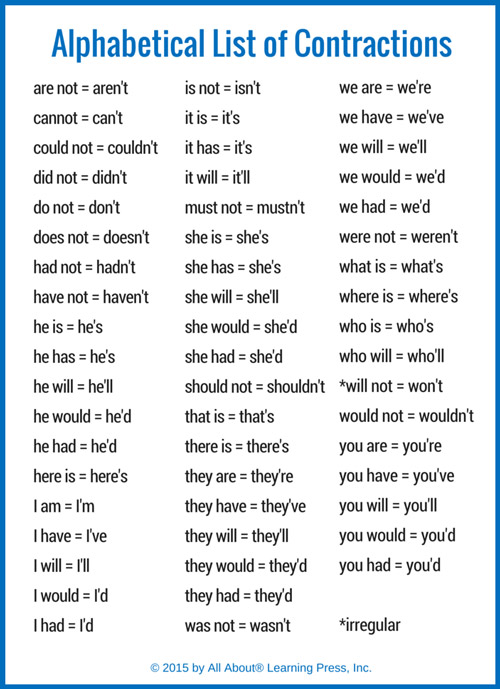 Alphabetical List of Contractions
are not = aren't
cannot = can't
could not = couldn't
did not = didn't
do not = don't
does not = doesn't
had not = hadn't
have not = haven't
he is = he's
he has = he's
he will = he'll
he would = he'd
he had = he'd
here is = here's
I am = I'm
I have = I've
I will = I'll
I would = I'd
I had = I'd
is not = isn't
it is = it's
it has = it's
it will = it'll
must not = mustn't
she is = she's
she has = she's
she will = she'll
she would = she'd
she had = she'd
should not = shouldn't
that is = that's
there is = there's
they are = they're
they have = they've
they will = they'll
they would = they'd
they had = they'd
was not = wasn't
we are = we're
we have = we've
we will = we'll
we would = we'd
we had = we'd
were not = weren't
what is = what's
where is = where's
who is = who's
who will = who'll
*will not = won't
would not = wouldn't
you are = you're
you have = you've
you will = you'll
you would = you'd
you had = you'd
*irregular
© 2015 by All About® Learning Press, Inc.